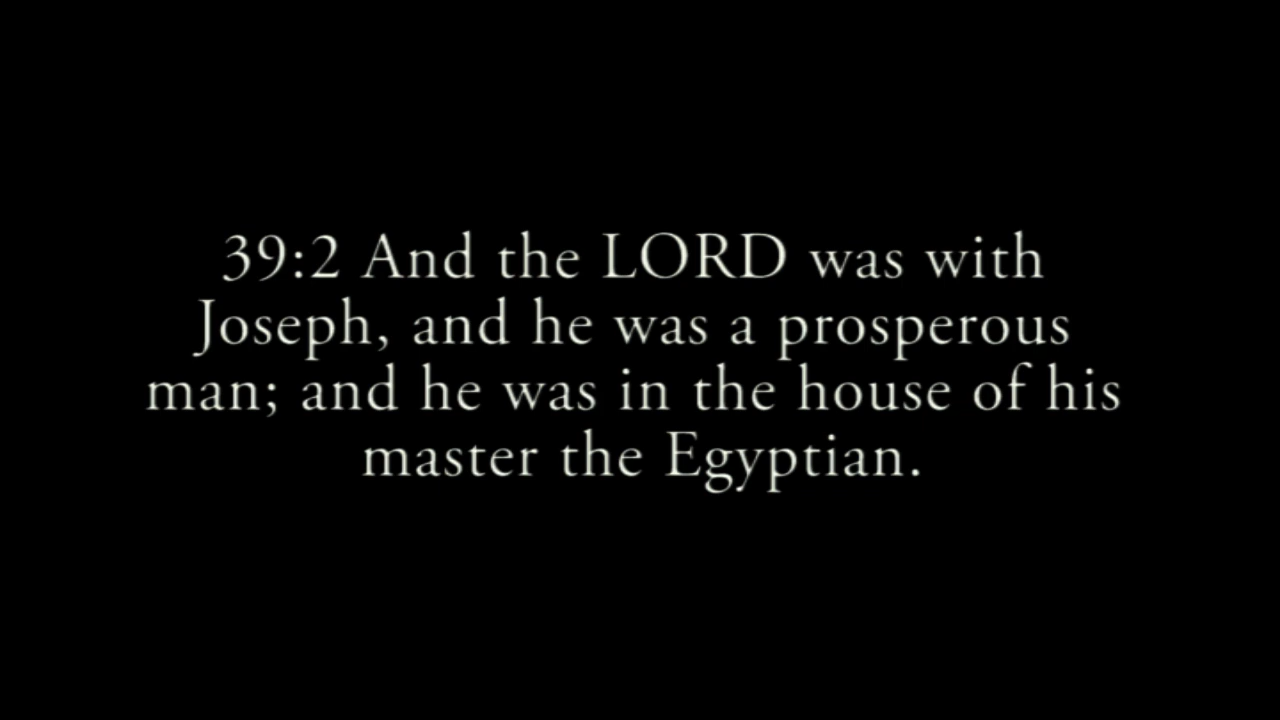 39:2 And the LORD was with
Joseph, and he was a prosperous
man; and he was in the house of his
master the Egyptian.